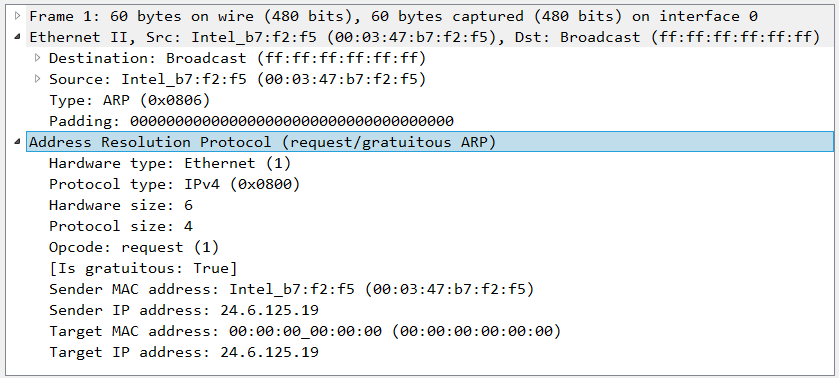 Frame 1: 60 bytes on wire (480 bits), 60 bytes captured (480 bits) on interface 0
Ethernet II, Src: Intel_b7:f2:f5 (00:03:47:b7:f2:f5), Dst: Broadcast (ff:ff:ff:ff:ff:ff)
Destination: Broadcast (ff:ff:ff:ff:ff:ff)
Source: Intel_b7:f2:f5 (00:03:47:b7:f2:f5)
Type: ARP (0x0806)
Padding: 000000000000000000000000000000000000
Address Resolution Protocol (request/gratuitous ARP)
Hardware type: Ethernet (1)
Protocol type: IPv4 (0x0800)
Hardware size: 6
Protocol size: 4
Opcode: request (1)
[Is gratuitous: True]
Sender MAC address: Intel_b7:f2:f5 (00:03:47:b7:f2:f5)
Sender IP address: 24.6.125.19
Target MAC address: 00:00:00_00:00:00 (00:00:00:00:00:00)
Target IP address: 24.6.125.19